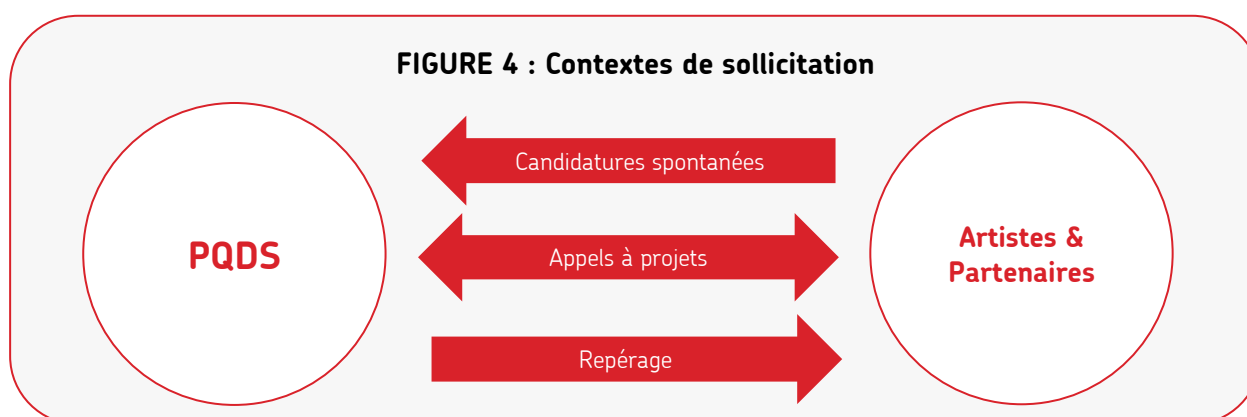 FIGURE 4 : Contextes de sollicitation
Candidatures spontanées
PQDS
Appels à projets
Artistes &
Partenaires
Repérage